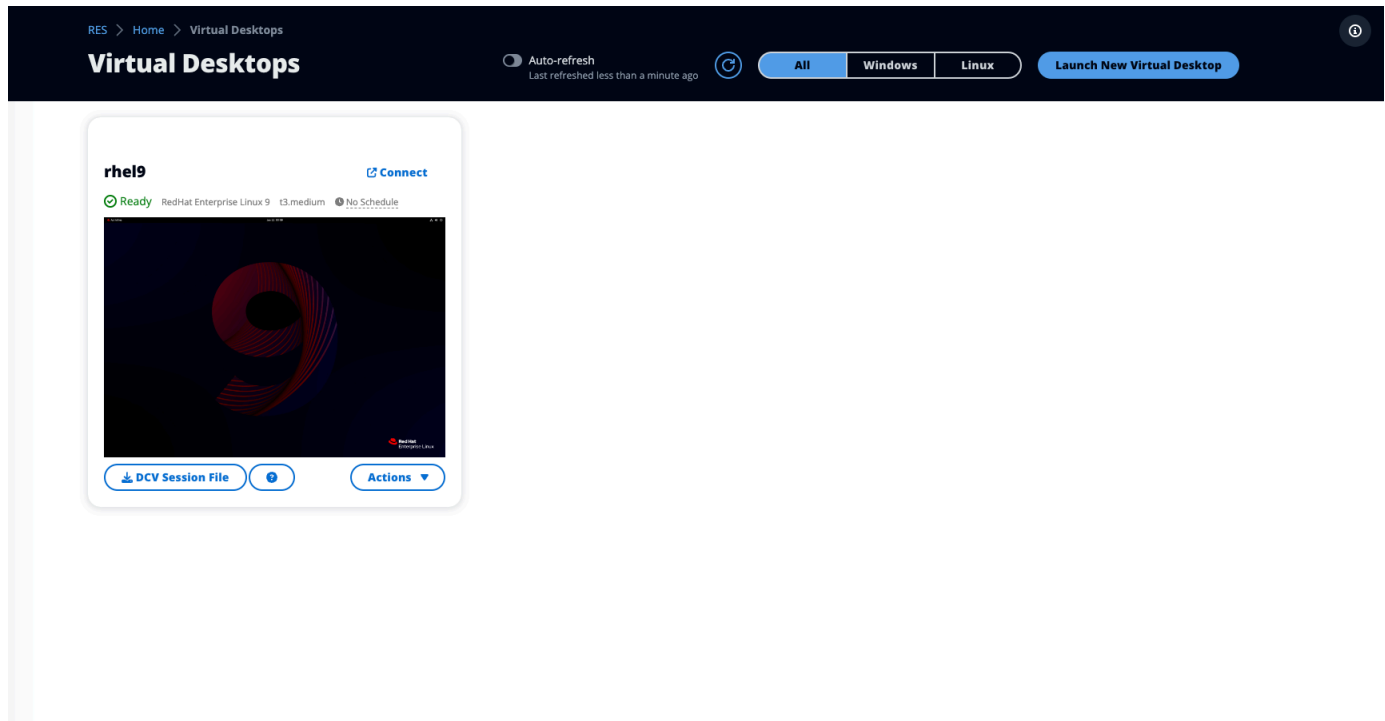 RES > Home > Virtual Desktops
Virtual Desktops
Auto-refresh
Last refreshed less than a minute ago
All
Windows
Linux
Launch New Virtual Desktop
rhel9
Connect
Ready
RedHat Enterprise Linux 9
t3.medium
No Schedule
Red Hat
Enterprise Linux
DCV Session File
Actions